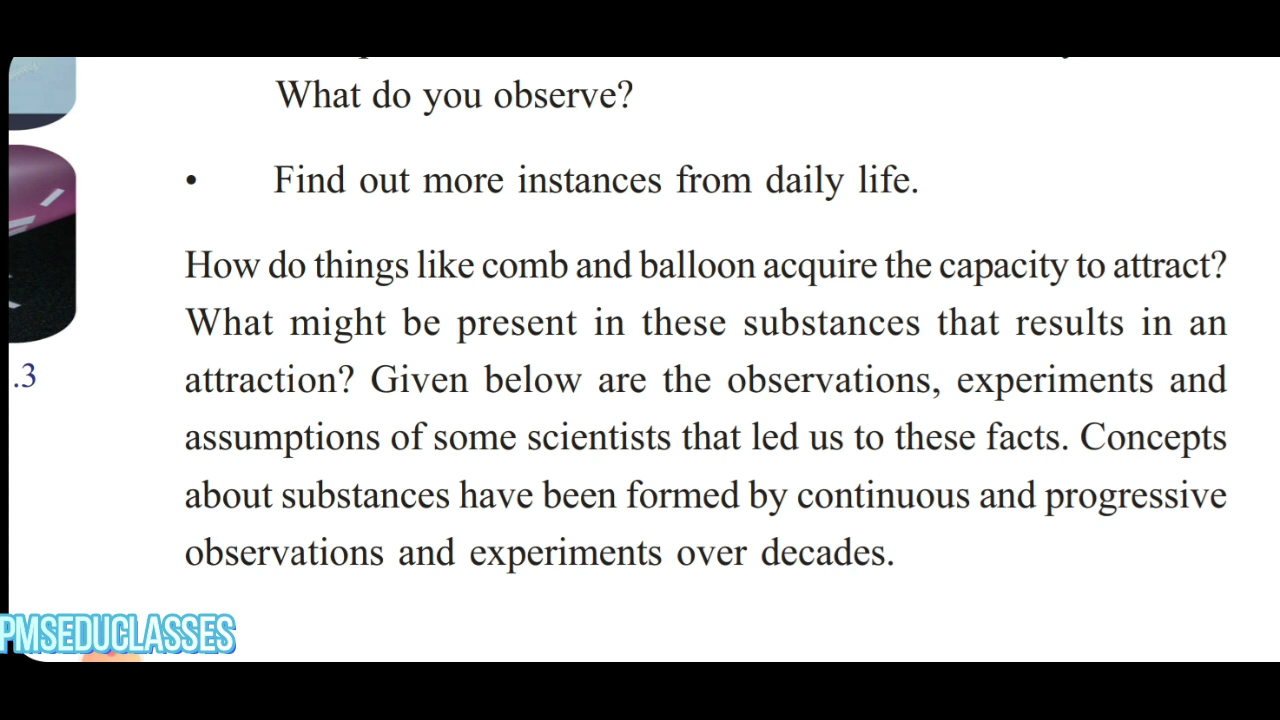 What do you observe?
• Find out more instances from daily life.
How do things like comb and balloon acquire the capacity to attract?
What might be present in these substances that results in an
attraction? Given below are the observations, experiments and
assumptions of some scientists that led us to these facts. Concepts
about substances have been formed by continuous and progressive
observations and experiments over decades.
.3
PMSEDUCLASSES